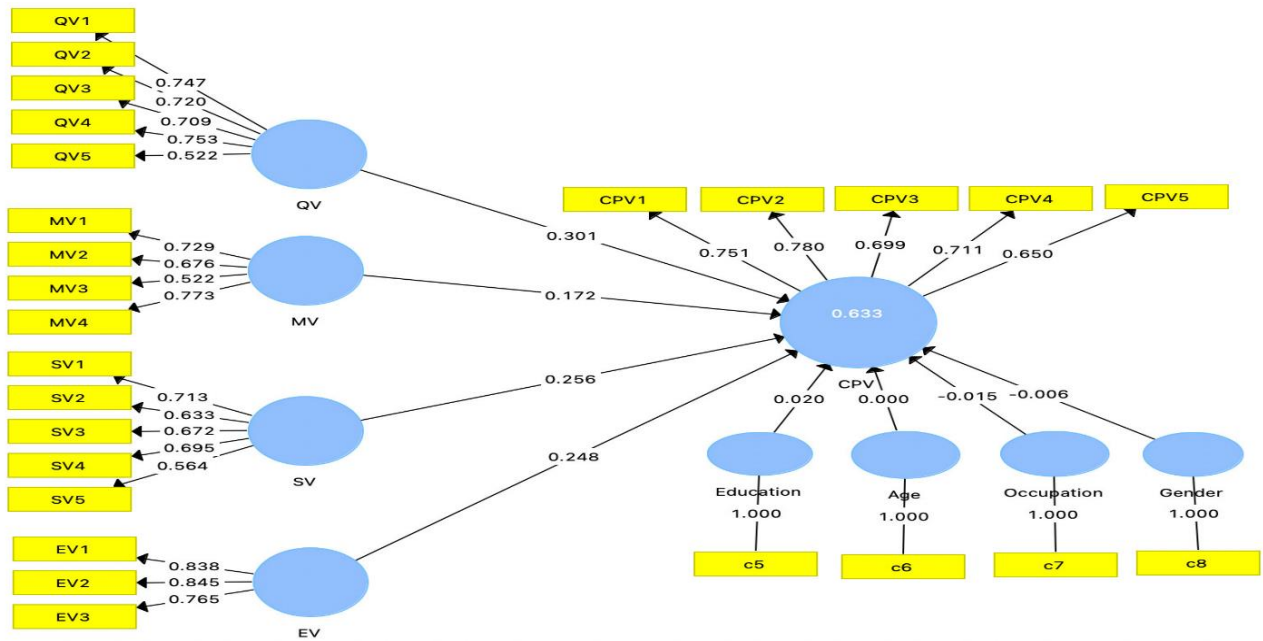 QV1
QV2
QV3
QV4
QV5
0.747
0.720
0.709
0.753
0.522
QV
MV1
MV2
MV3
MV4
0.729
0.676
0.522
0.773
MV
SV1
SV2
SV3
SV4
SV5
0.713
0.633
0.672
0.695
0.564
SV
EV1
EV2
EV3
0.838
0.845
0.765
EV
0.301
0.172
0.256
0.248
CPV1
CPV2
CPV3
CPV4
CPV5
0.751
0.780
0.699
0.711
0.650
0.633
CPV
0.020
0.000
-0.015
-0.006
Education
Age
Occupation
Gender
1.000
1.000
1.000
1.000
c5
c6
c7
c8